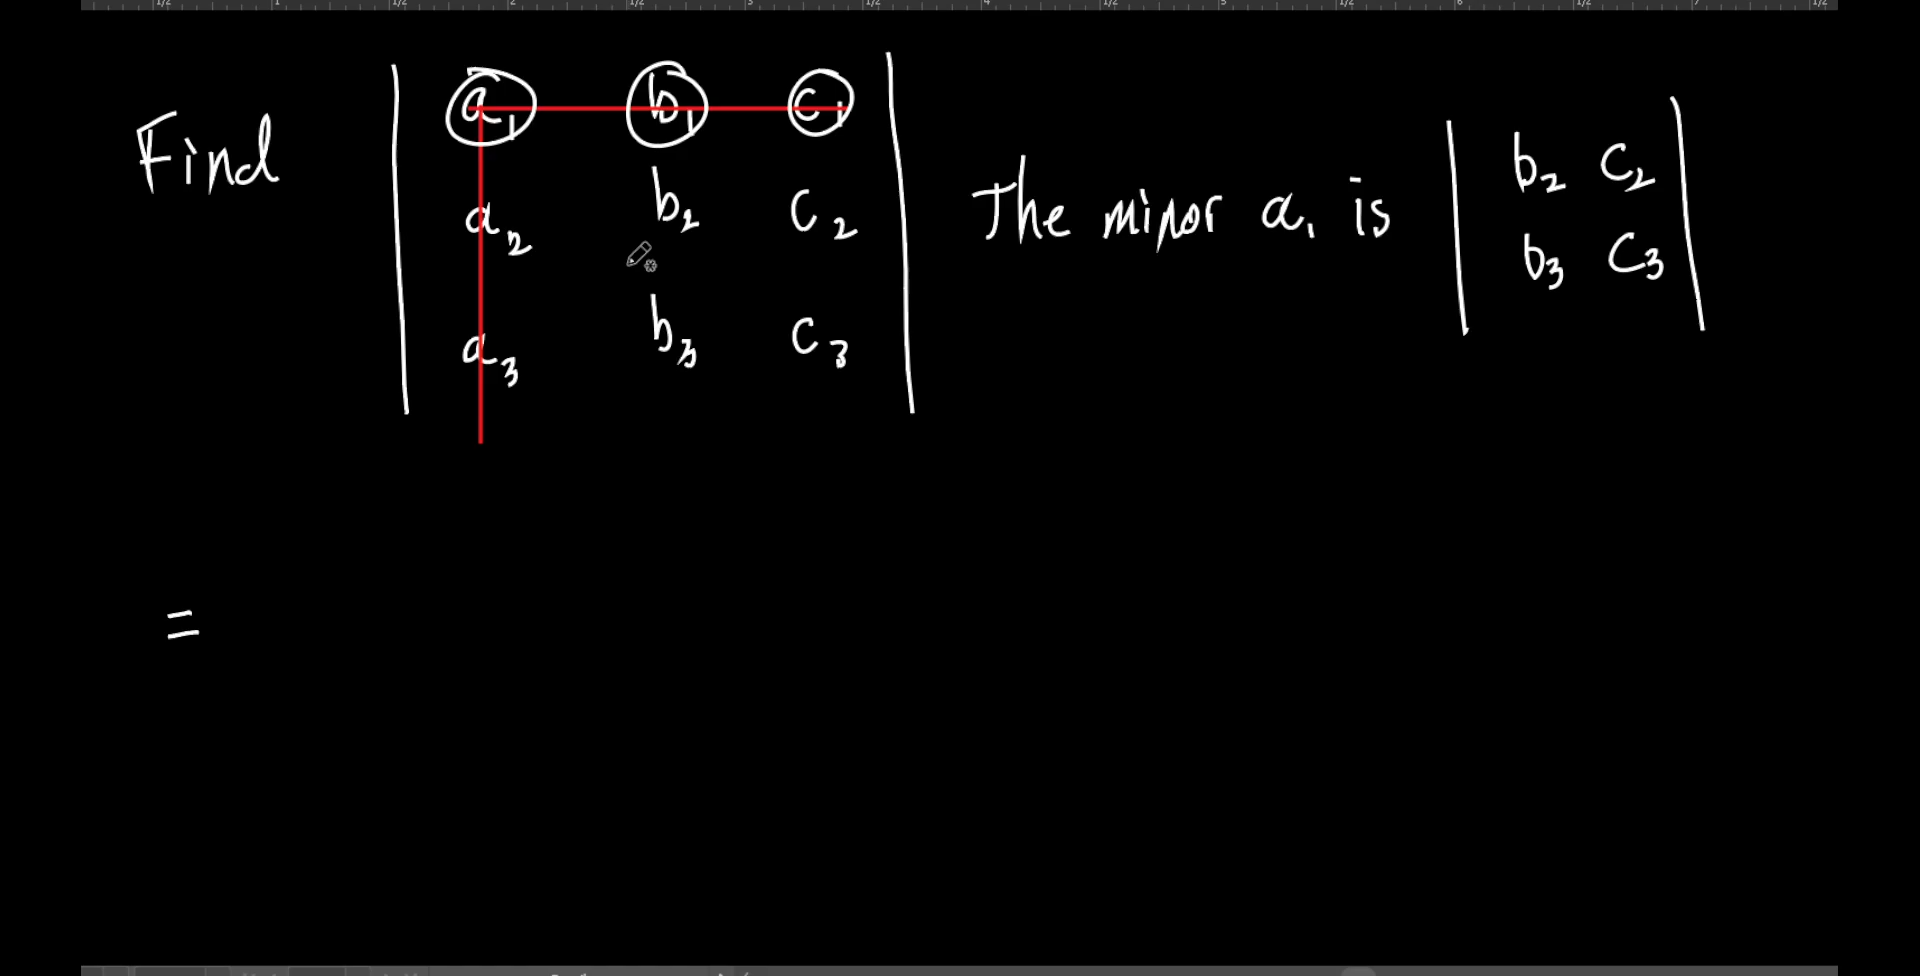 Find | a₁ b₁ c₁ |
| a₂ b₂ c₂ |
| a₃ b₃ c₃ |
The minor a₁ is | b₂ c₂ |
| b₃ c₃ |
=